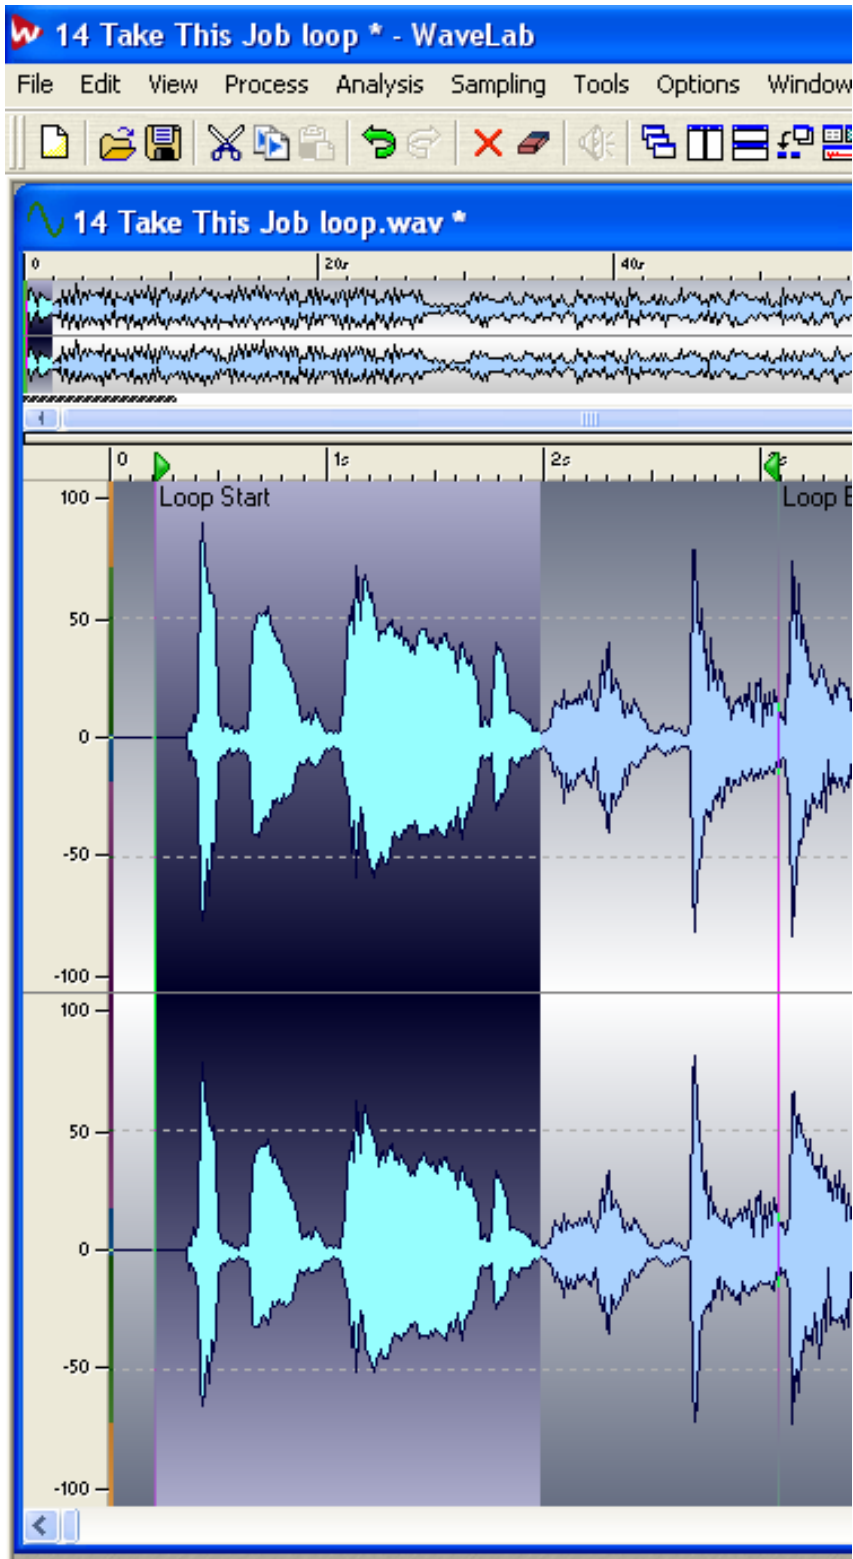 14 Take This Job loop * - WaveLab
File Edit View Process Analysis Sampling Tools Options Window
14 Take This Job loop.wav *
0 20s 40s
0 1s 2s
Loop Start Loop E
100
50
0
-50
-100
100
50
0
-50
-100